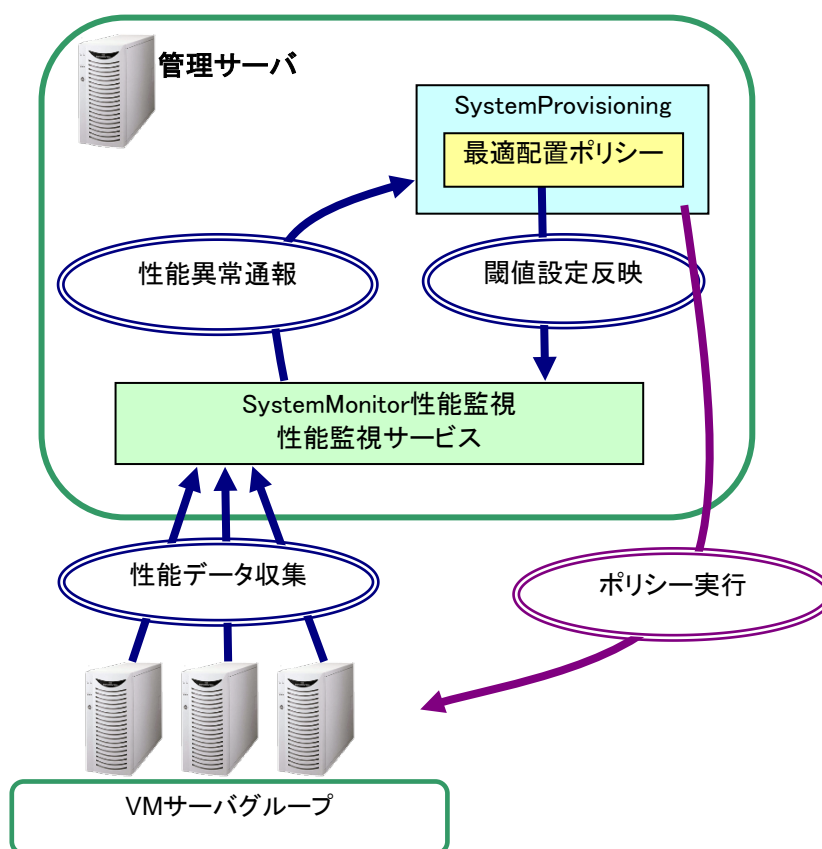 管理サーバ
SystemProvisioning
最適配置ポリシー
性能異常通報
閾値設定反映
SystemMonitor性能監視
性能監視サービス
性能データ収集
ポリシー実行
VMサーバグループ